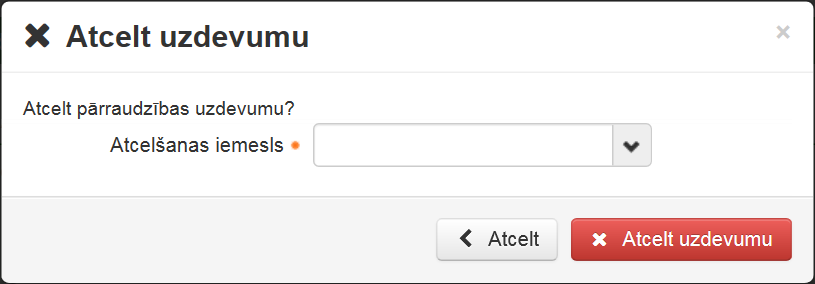 Atcelt uzdevumu
Atcelt pārraudzības uzdevumu?
Atcelšanas iemesls
Atcelt
Atcelt uzdevumu